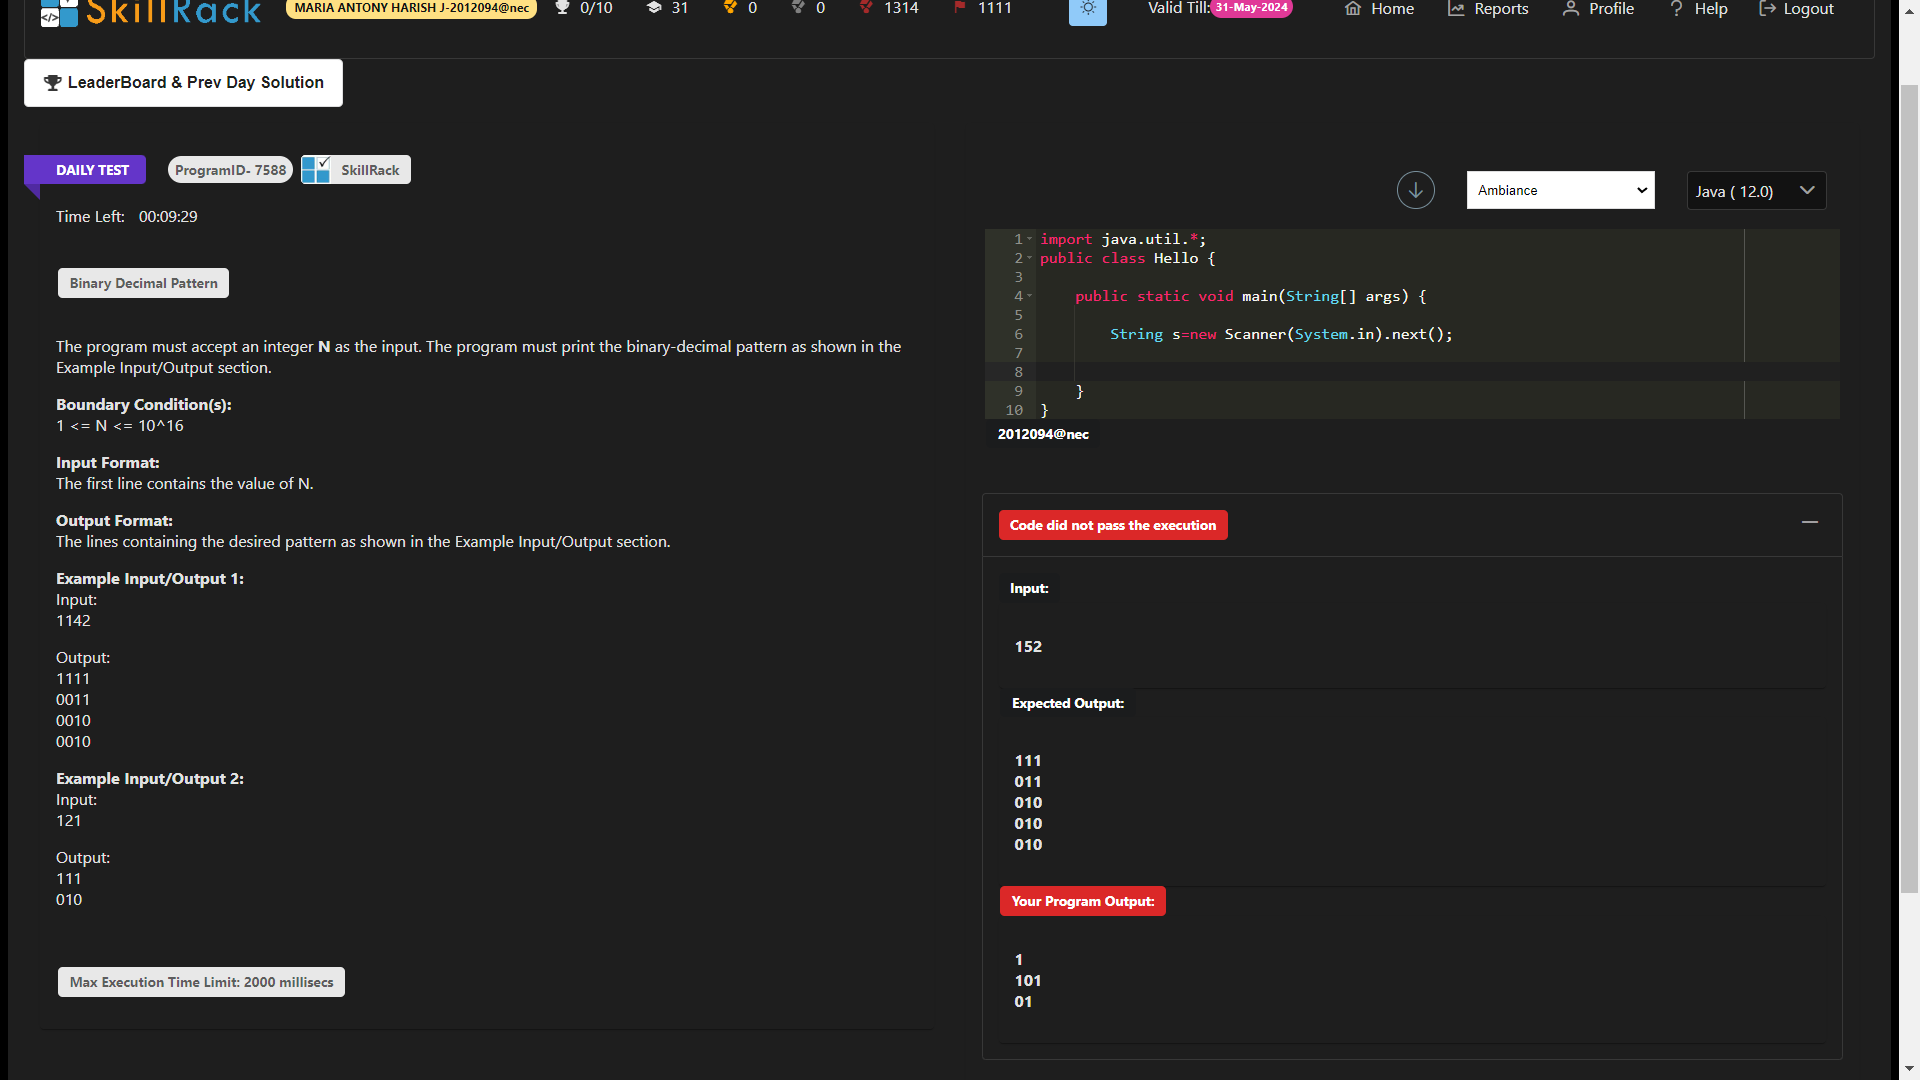 SkillRack
MARIA ANTONY HARISH J-2012094@nec
0/10
31
0
0
1314
1111
Valid Till: 31-May-2024
Home
Reports
Profile
Help
Logout
LeaderBoard & Prev Day Solution
DAILY TEST
ProgramID- 7588
SkillRack
Time Left: 00:09:29
Binary Decimal Pattern
The program must accept an integer N as the input. The program must print the binary-decimal pattern as shown in the
Example Input/Output section.
Boundary Condition(s):
1 <= N <= 10^16
Input Format:
The first line contains the value of N.
Output Format:
The lines containing the desired pattern as shown in the Example Input/Output section.
Example Input/Output 1:
Input:
1142
Output:
1111
0011
0010
0010
Example Input/Output 2:
Input:
121
Output:
111
010
Max Execution Time Limit: 2000 millisecs
Ambiance
Java ( 12.0)
1 import java.util.*;
2 public class Hello {
3
4 public static void main(String[] args) {
5
6 String s=new Scanner(System.in).next();
7
8
9 }
10 }
2012094@nec
Code did not pass the execution
Input:
152
Expected Output:
111
011
010
010
010
Your Program Output:
1
101
01